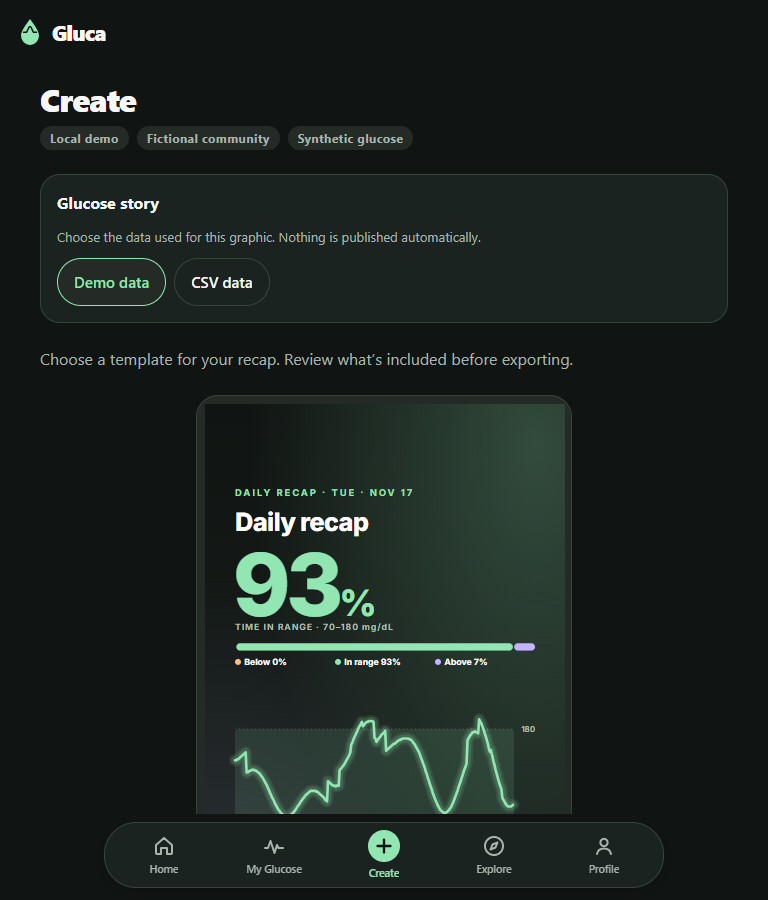 Gluca
Create
Local demo Fictional community Synthetic glucose
Glucose story
Choose the data used for this graphic. Nothing is published automatically.
Demo data CSV data
Choose a template for your recap. Review what’s included before exporting.
DAILY RECAP · TUE · NOV 17
Daily recap
93%
TIME IN RANGE · 70–180 mg/dL
Below 0% In range 93% Above 7%
180
Home My Glucose Create Explore Profile